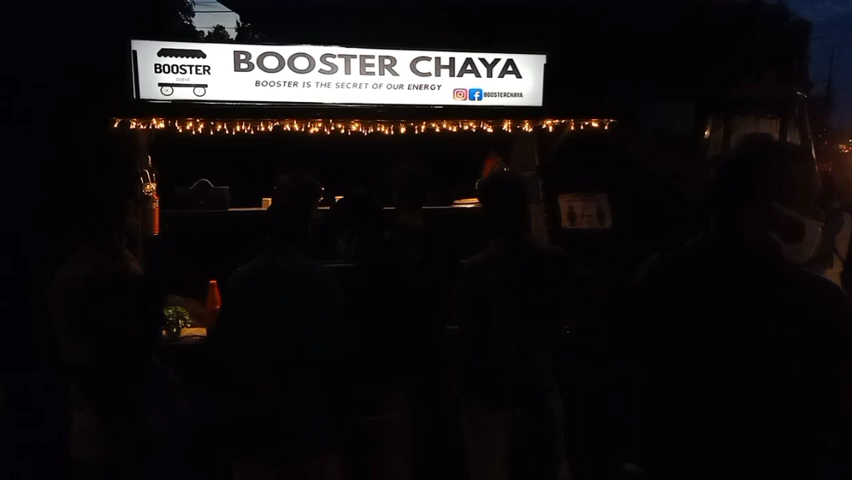 BOOSTER
BOOSTER CHAYA
BOOSTER IS THE SECRET OF OUR ENERGY
BOOSTERCHAYA